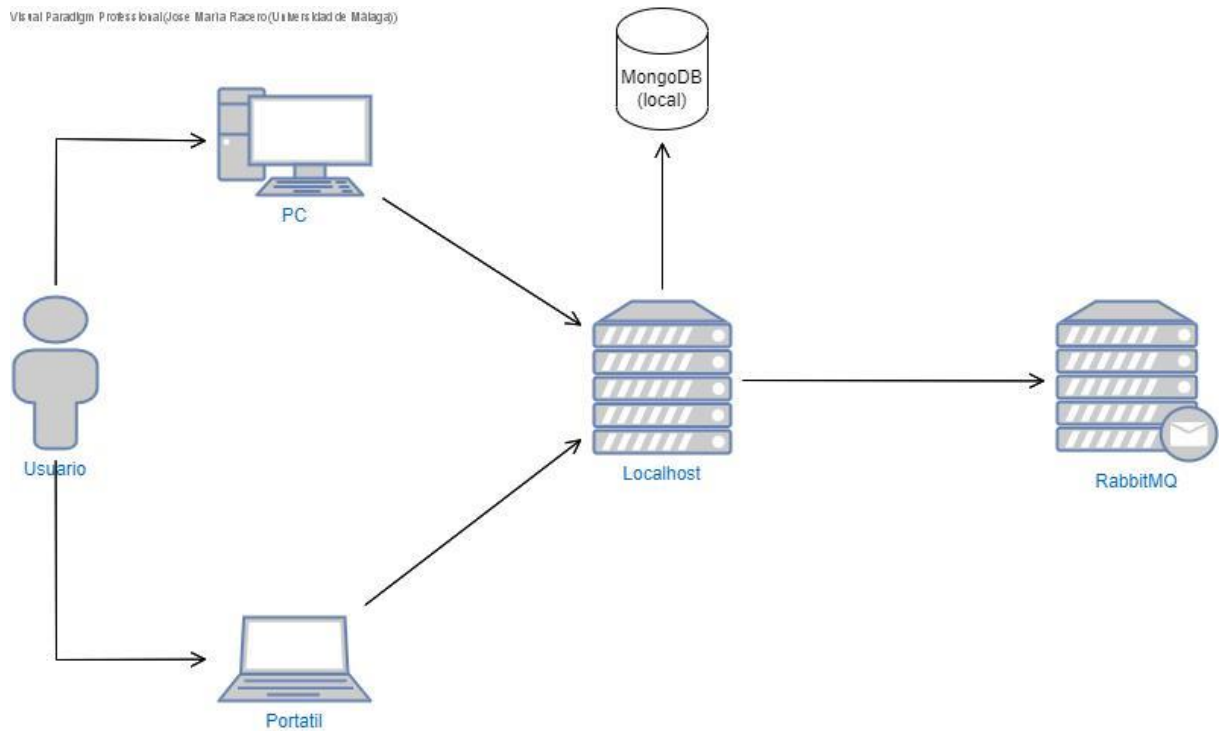 Visual Paradigm Professional(Jose Maria Racero(Universidad de Málaga))
MongoDB
(local)
PC
Usuario
Localhost
RabbitMQ
Portatil